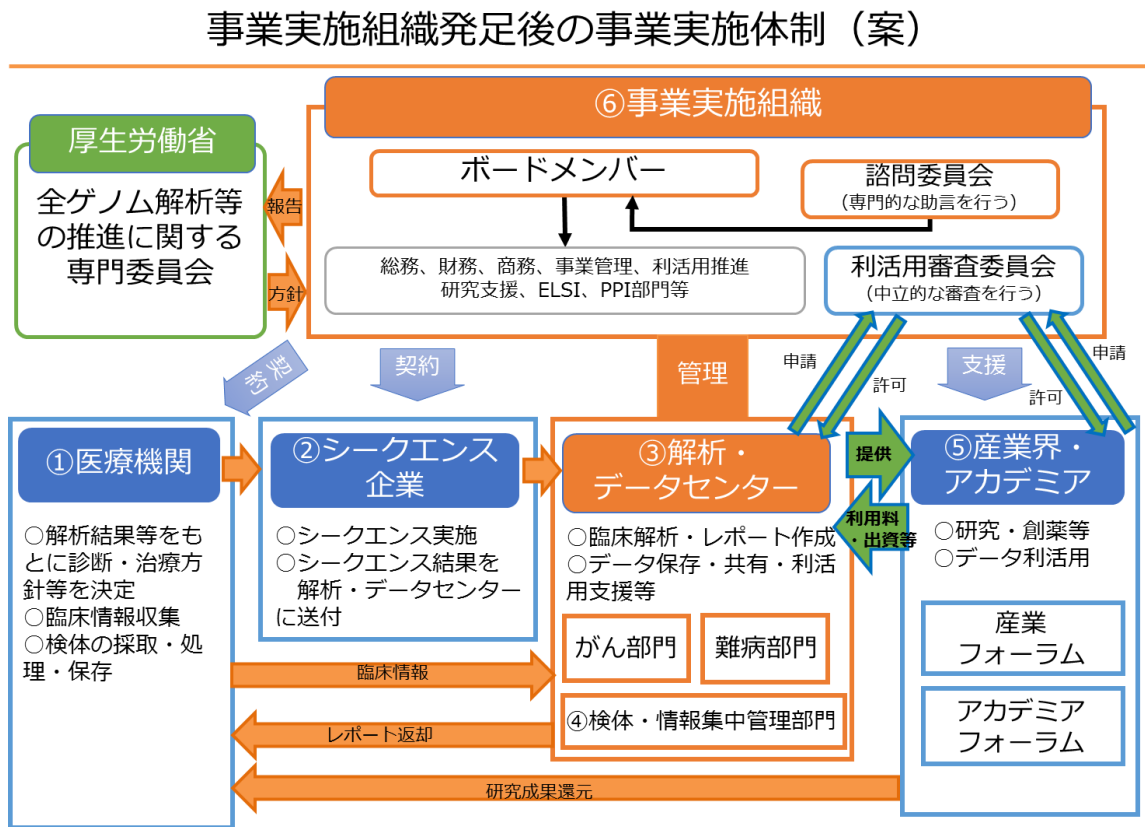 事業実施組織発足後の事業実施体制（案）
⑥事業実施組織
厚生労働省
全ゲノム解析等
の推進に関する
専門委員会
報告
方針
ボードメンバー
諮問委員会
（専門的な助言を行う）
総務、財務、商務、事業管理、利活用推進
研究支援、ELSI、PPI部門等
利活用審査委員会
（中立的な審査を行う）
契約
契約
管理
申請
許可
支援
申請
許可
①医療機関
○解析結果等をも
とに診断・治療方
針等を決定
○臨床情報収集
○検体の採取・処
理・保存
②シークエンス
企業
○シークエンス実施
○シークエンス結果を
解析・データセンター
に送付
③解析・
データセンター
○臨床解析・レポート作成
○データ保存・共有・利活
用支援等
がん部門
難病部門
④検体・情報集中管理部門
提供
利用料
・出資等
⑤産業界・
アカデミア
○研究・創薬等
○データ利活用
産業
フォーラム
アカデミア
フォーラム
臨床情報
レポート返却
研究成果還元